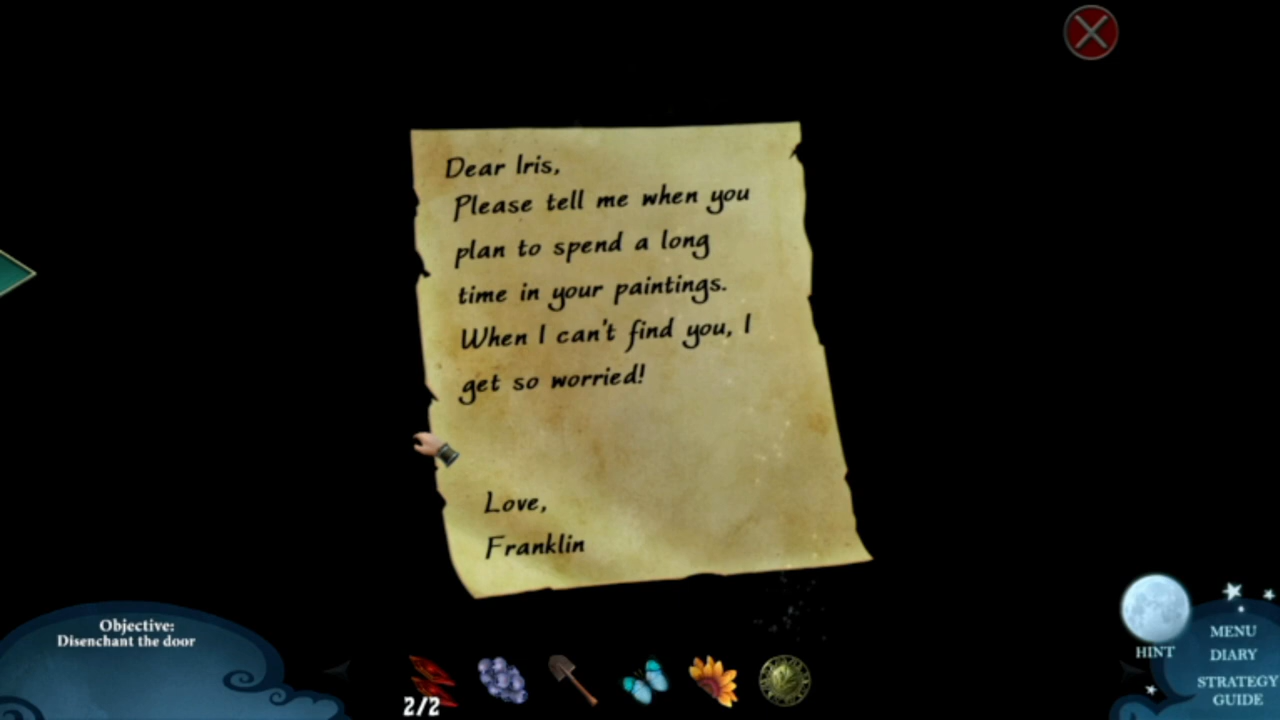 Dear Iris,
Please tell me when you
plan to spend a long
time in your paintings.
When I can't find you, I
get so worried!
Love,
Franklin
Objective:
Disenchant the door
2/2
HINT
MENU
DIARY
STRATEGY
GUIDE